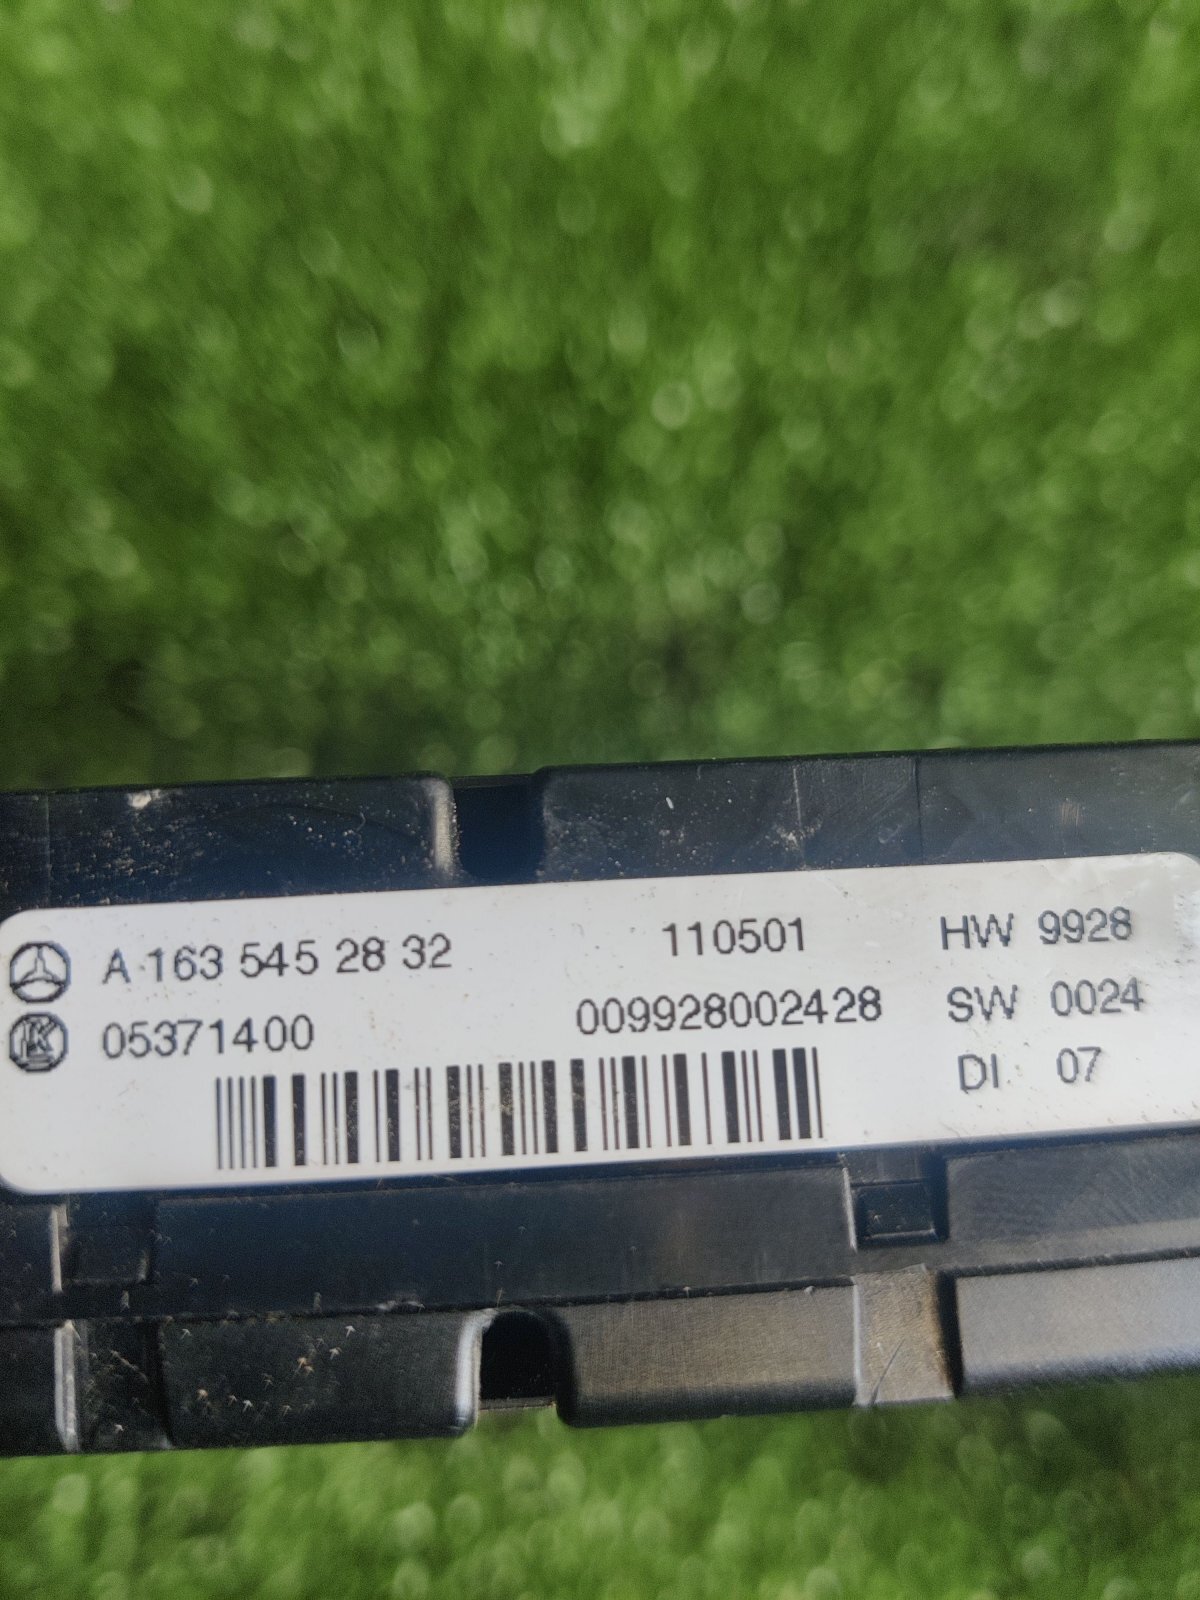 A 163 545 28 32 110501 HW 9928
05371400 009928002428 SW 0024
DI 07